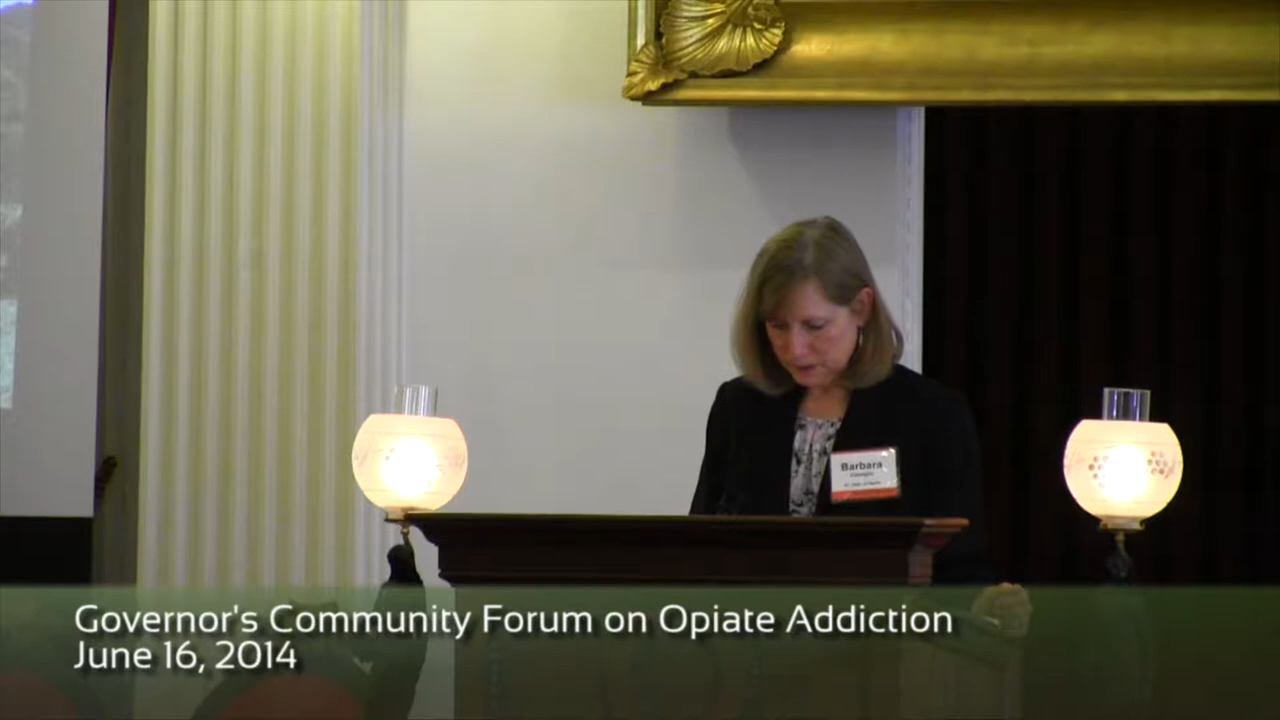 Barbara
Governor's Community Forum on Opiate Addiction
June 16, 2014